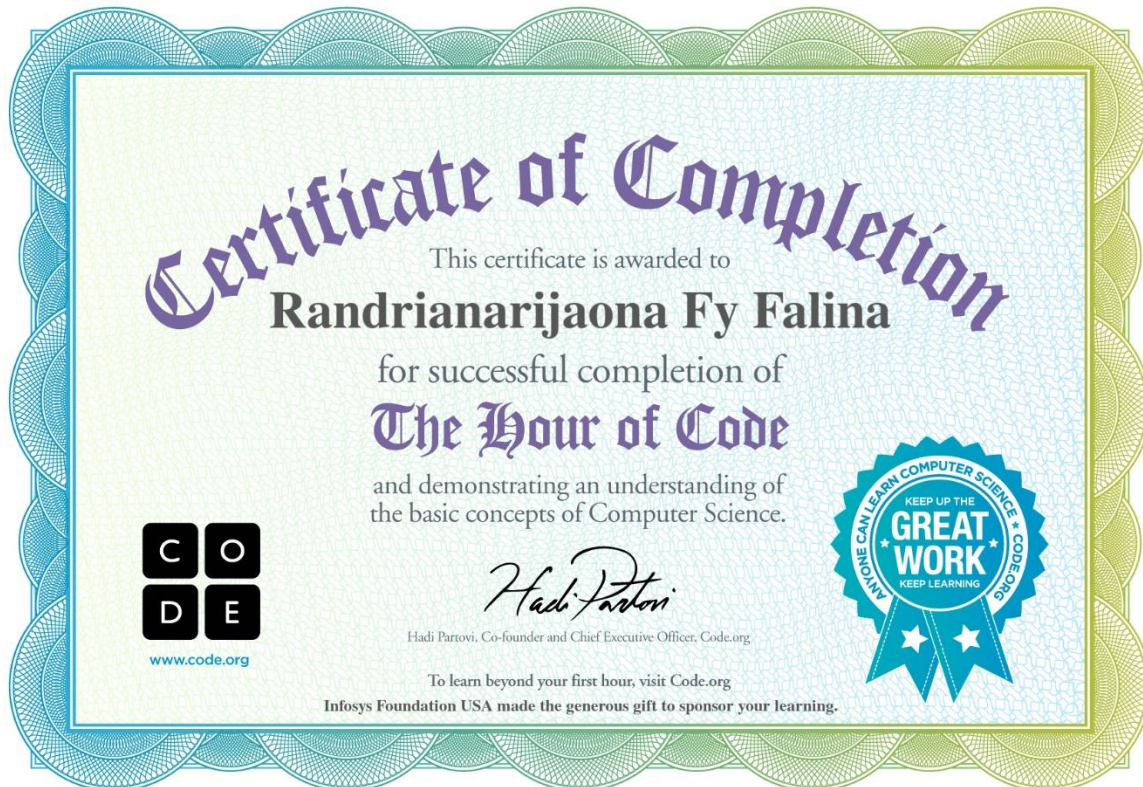 Certificate of Completion
This certificate is awarded to
Randrianarijaona Fy Falina
for successful completion of
The Hour of Code
and demonstrating an understanding of
the basic concepts of Computer Science.
C O
D E
www.code.org
Hadi Partovi
Hadi Partovi, Co-founder and Chief Executive Officer, Code.org
ANYONE CAN LEARN COMPUTER SCIENCE * CODE.ORG
KEEP UP THE
GREAT
WORK
KEEP LEARNING
To learn beyond your first hour, visit Code.org
Infosys Foundation USA made the generous gift to sponsor your learning.